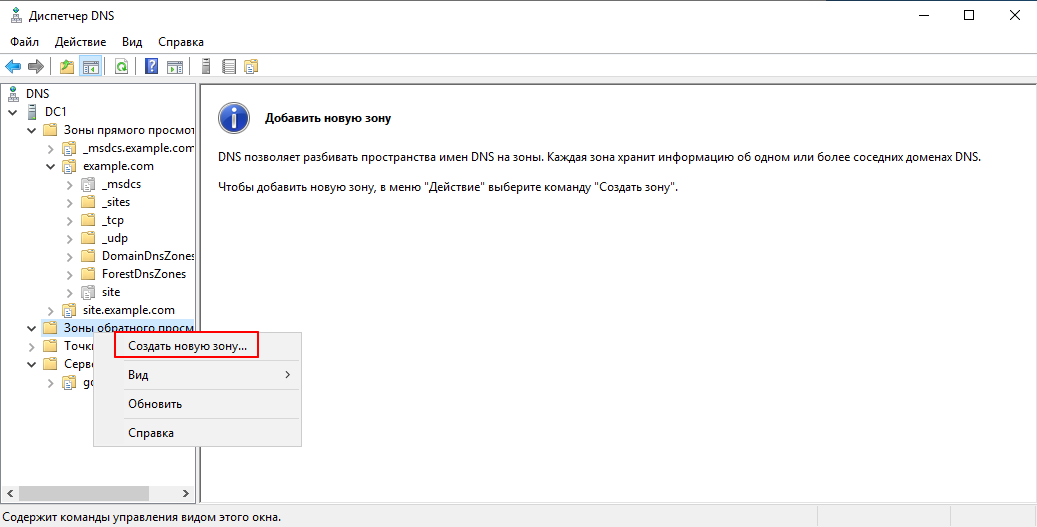 Диспетчер DNS
Файл Действие Вид Справка
DNS
DC1
Зоны прямого просмот
_msdcs.example.com
example.com
_msdcs
_sites
_tcp
_udp
DomainDnsZones
ForestDnsZones
site
site.example.com
Зоны обратного просм
Точк
Серв
Создать новую зону...
Вид
Обновить
Справка
Добавить новую зону
DNS позволяет разбивать пространства имен DNS на зоны. Каждая зона хранит информацию об одном или более соседних доменах DNS.
Чтобы добавить новую зону, в меню "Действие" выберите команду "Создать зону".
Содержит команды управления видом этого окна.